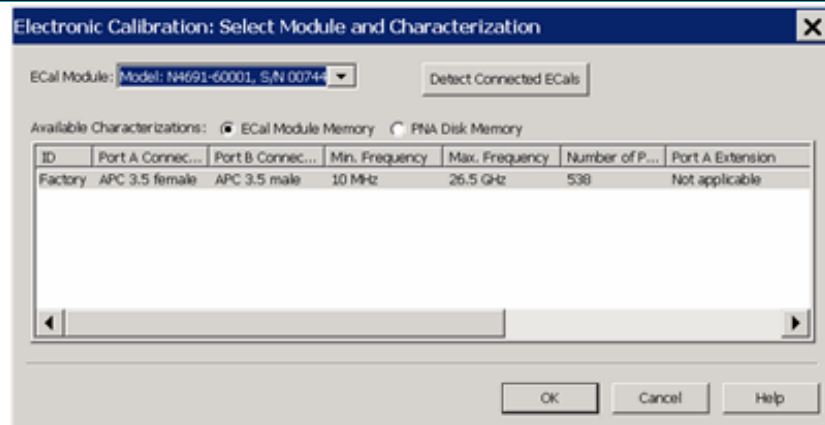 Electronic Calibration: Select Module and Characterization
ECal Module: Model: N4691-60001, S/N 00744 Detect Connected ECals
Available Characterizations: ECal Module Memory PNA Disk Memory
ID Port A Connec... Port B Connec... Min. Frequency Max. Frequency Number of P... Port A Extension
Factory APC 3.5 female APC 3.5 male 10 MHz 26.5 GHz 538 Not applicable
OK Cancel Help